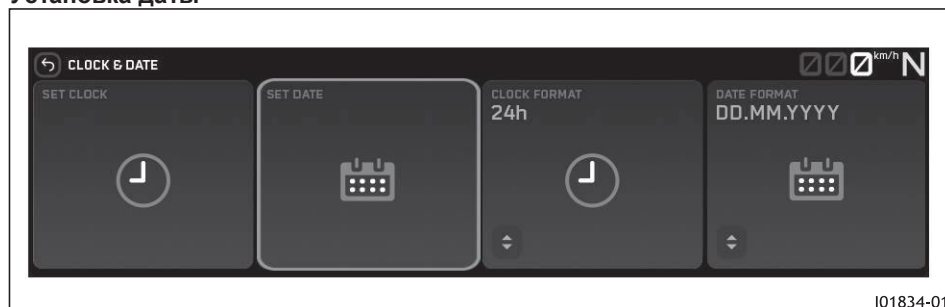 Установка даты
CLOCK & DATE
000 km/h N
SET CLOCK
SET DATE
CLOCK FORMAT
24h
DATE FORMAT
DD.MM.YYYY
I01834-01